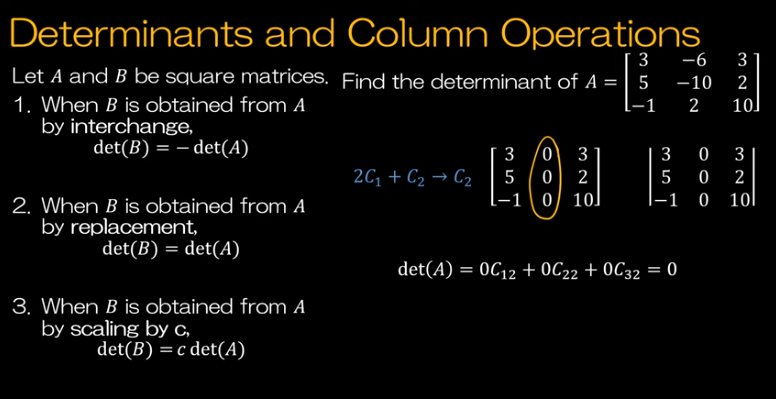 Determinants and Column Operations
Let A and B be square matrices.
1. When B is obtained from A
by interchange,
det(B) = − det(A)
2. When B is obtained from A
by replacement,
det(B) = det(A)
3. When B is obtained from A
by scaling by c,
det(B) = c det(A)
Find the determinant of A = [3 −6 3
5 −10 2
−1 2 10]
2C₁ + C₂ → C₂
[3 0 3
5 0 2
−1 0 10]
|3 0 3
5 0 2
−1 0 10|
det(A) = 0C₁₂ + 0C₂₂ + 0C₃₂ = 0